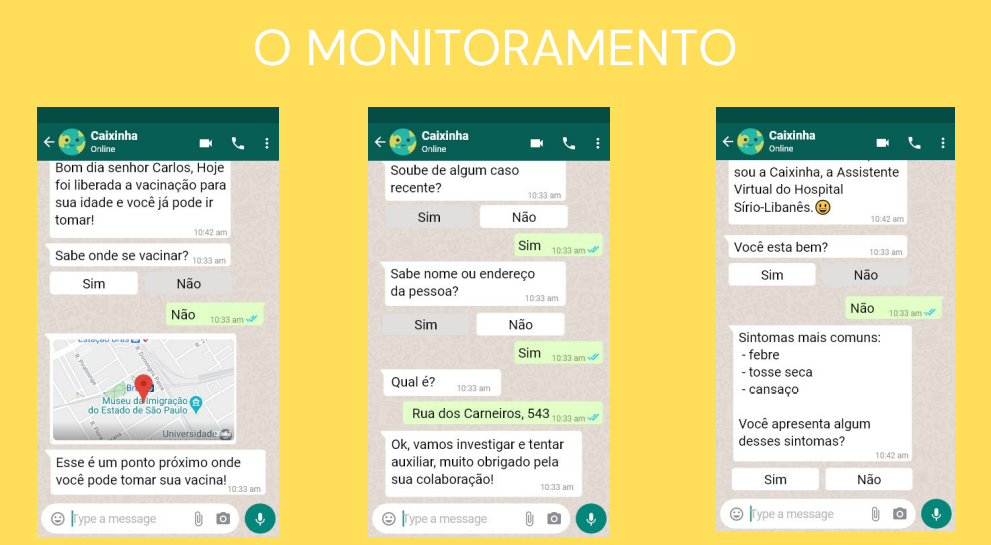 O MONITORAMENTO
Caixinha
Online
Bom dia senhor Carlos, Hoje
foi liberada a vacinação para
sua idade e você já pode ir
tomar!
10:42 am
Sabe onde se vacinar?
10:33 am
Sim
Não
Não
10:33 am
Estação Brás
R. Piratininga
R. Domingos Paiva
Museu da Imigração
do Estado de São Paulo
Universidade
Esse é um ponto próximo onde
você pode tomar sua vacina!
10:33 am
Type a message
Caixinha
Online
Soube de algum caso
recente?
10:33 am
Sim
Não
Sim
10:33 am
Sabe nome ou endereço
da pessoa?
10:33 am
Sim
Não
Sim
10:33 am
Qual é?
10:33 am
Rua dos Carneiros, 543
10:33 am
Ok, vamos investigar e tentar
auxiliar, muito obrigado pela
sua colaboração!
10:33 am
Type a message
Caixinha
Online
sou a Caixinha, a Assistente
Virtual do Hospital
Sírio-Libanês.😃
10:42 am
Você esta bem?
10:33 am
Sim
Não
Não
10:33 am
Sintomas mais comuns:
- febre
- tosse seca
- cansaço
Você apresenta algum
desses sintomas?
10:42 am
Sim
Não
Type a message